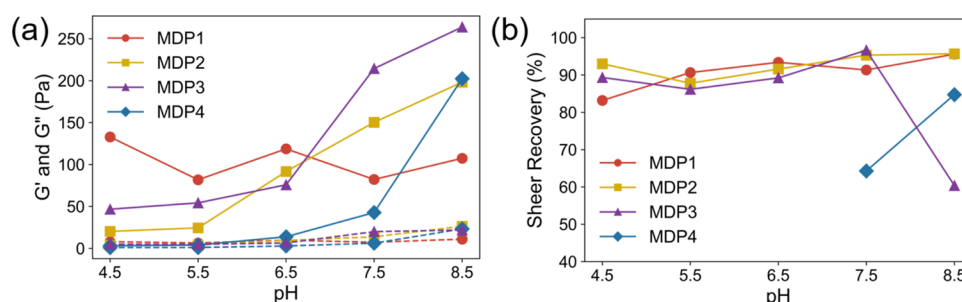 (a)
G' and G" (Pa)
250
200
150
100
50
0
MDP1
MDP2
MDP3
MDP4
4.5 5.5 6.5 7.5 8.5
pH
(b)
Sheer Recovery (%)
100
90
80
70
60
50
40
MDP1
MDP2
MDP3
MDP4
4.5 5.5 6.5 7.5 8.5
pH